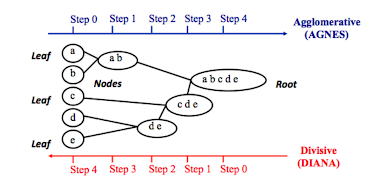 Step 0 Step 1 Step 2 Step 3 Step 4
Agglomerative
(AGNES)
Leaf a
a b
b
Nodes
a b c d e
Root
Leaf c
c d e
d
d e
Leaf e
Divisive
(DIANA)
Step 4 Step 3 Step 2 Step 1 Step 0